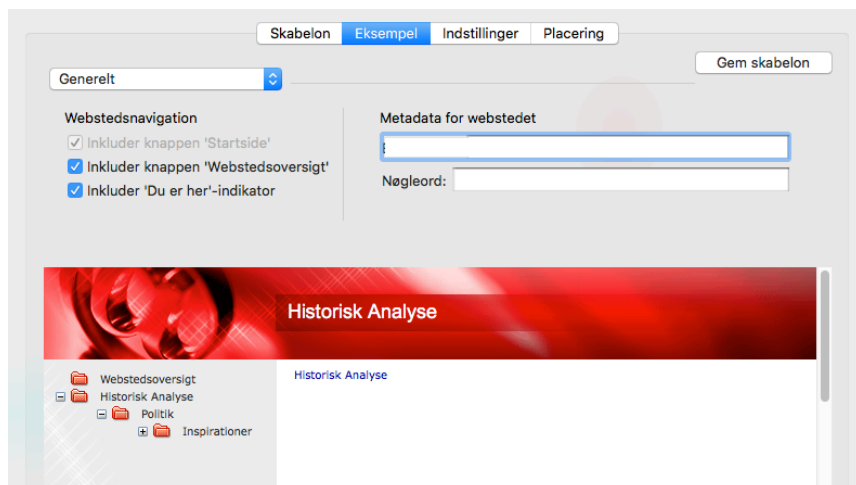 Skabelon Eksempel Indstillinger Placering
Gem skabelon
Generelt
Webstedsnavigation
Inkluder knappen 'Startside'
Inkluder knappen 'Webstedsoversigt'
Inkluder 'Du er her'-indikator
Metadata for webstedet
Nøgleord:
Historisk Analyse
Webstedsoversigt
Historisk Analyse
Politik
Inspirationer
Historisk Analyse